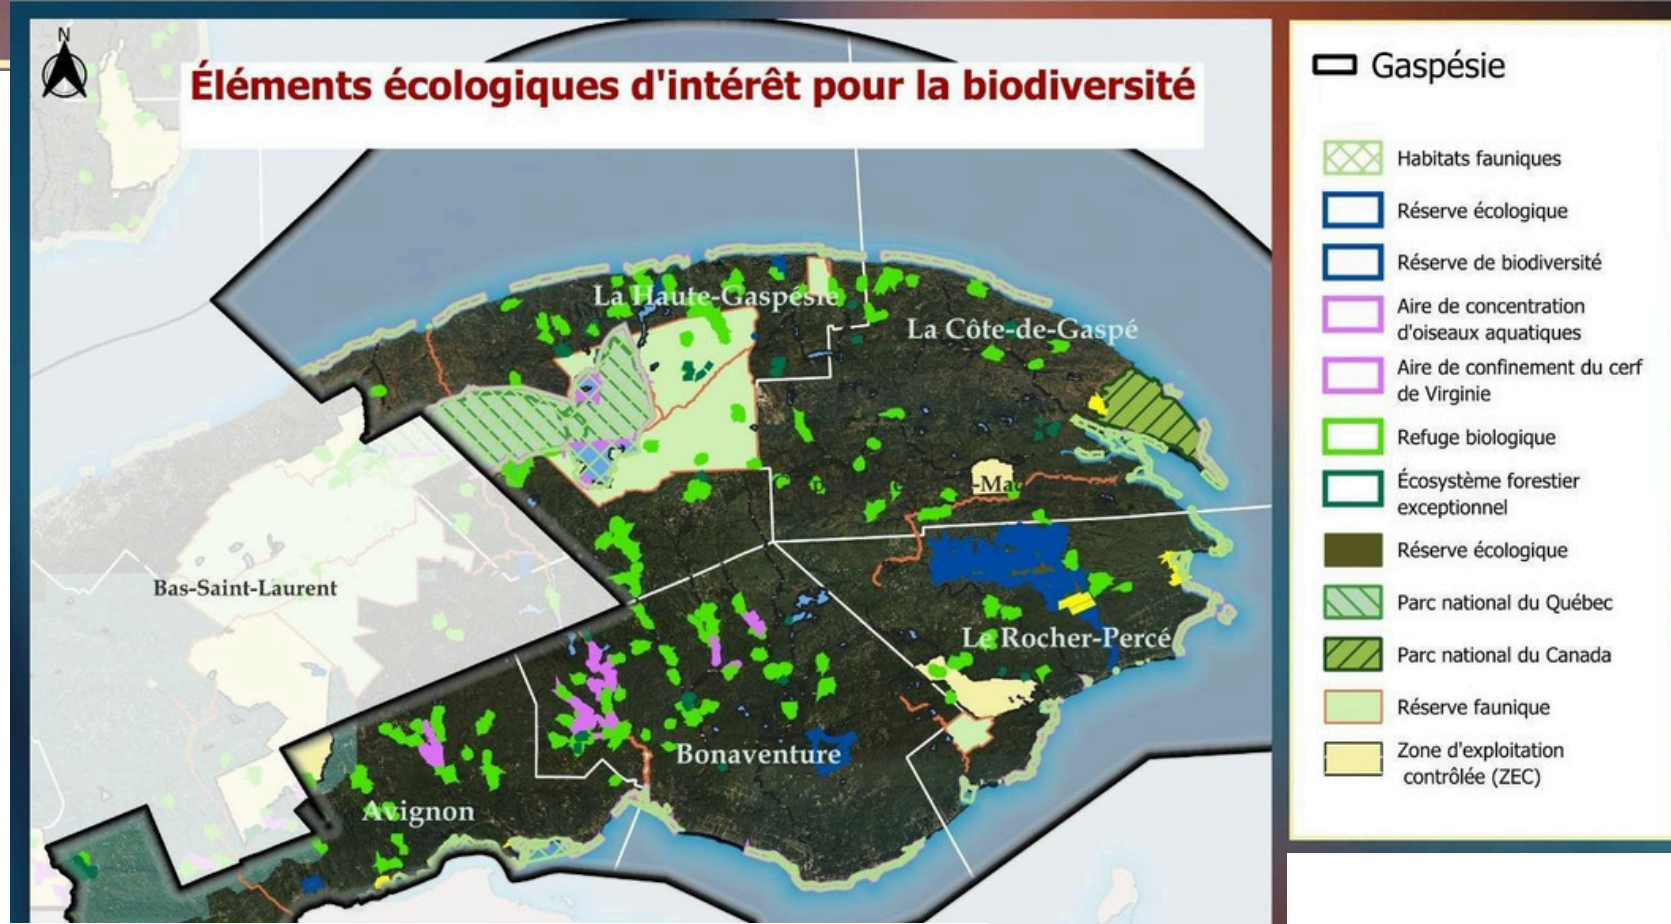 N
Éléments écologiques d'intérêt pour la biodiversité
La Haute-Gaspésie
La Côte-de-Gaspé
Bas-Saint-Laurent
Le Rocher-Percé
Bonaventure
Avignon
Gaspésie
Habitats fauniques
Réserve écologique
Réserve de biodiversité
Aire de concentration
d'oiseaux aquatiques
Aire de confinement du cerf
de Virginie
Refuge biologique
Écosystème forestier
exceptionnel
Réserve écologique
Parc national du Québec
Parc national du Canada
Réserve faunique
Zone d'exploitation
contrôlée (ZEC)